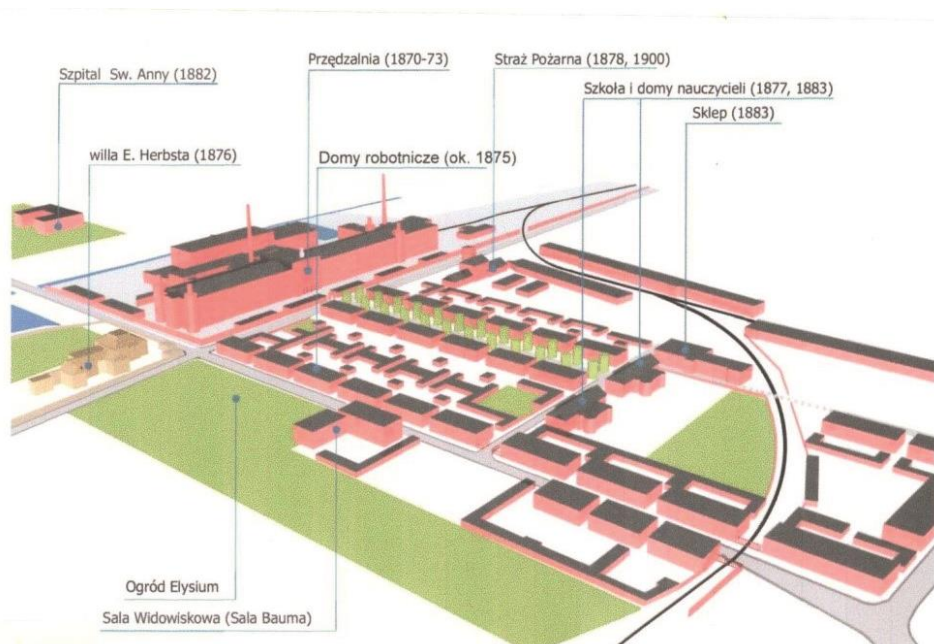 Szpital Sw. Anny (1882)
Przędzalnia (1870-73)
Straż Pożarna (1878, 1900)
Szkoła i domy nauczycieli (1877, 1883)
Sklep (1883)
willa E. Herbsta (1876)
Domy robotnicze (ok. 1875)
Ogród Elysium
Sala Widowiskowa (Sala Bauma)